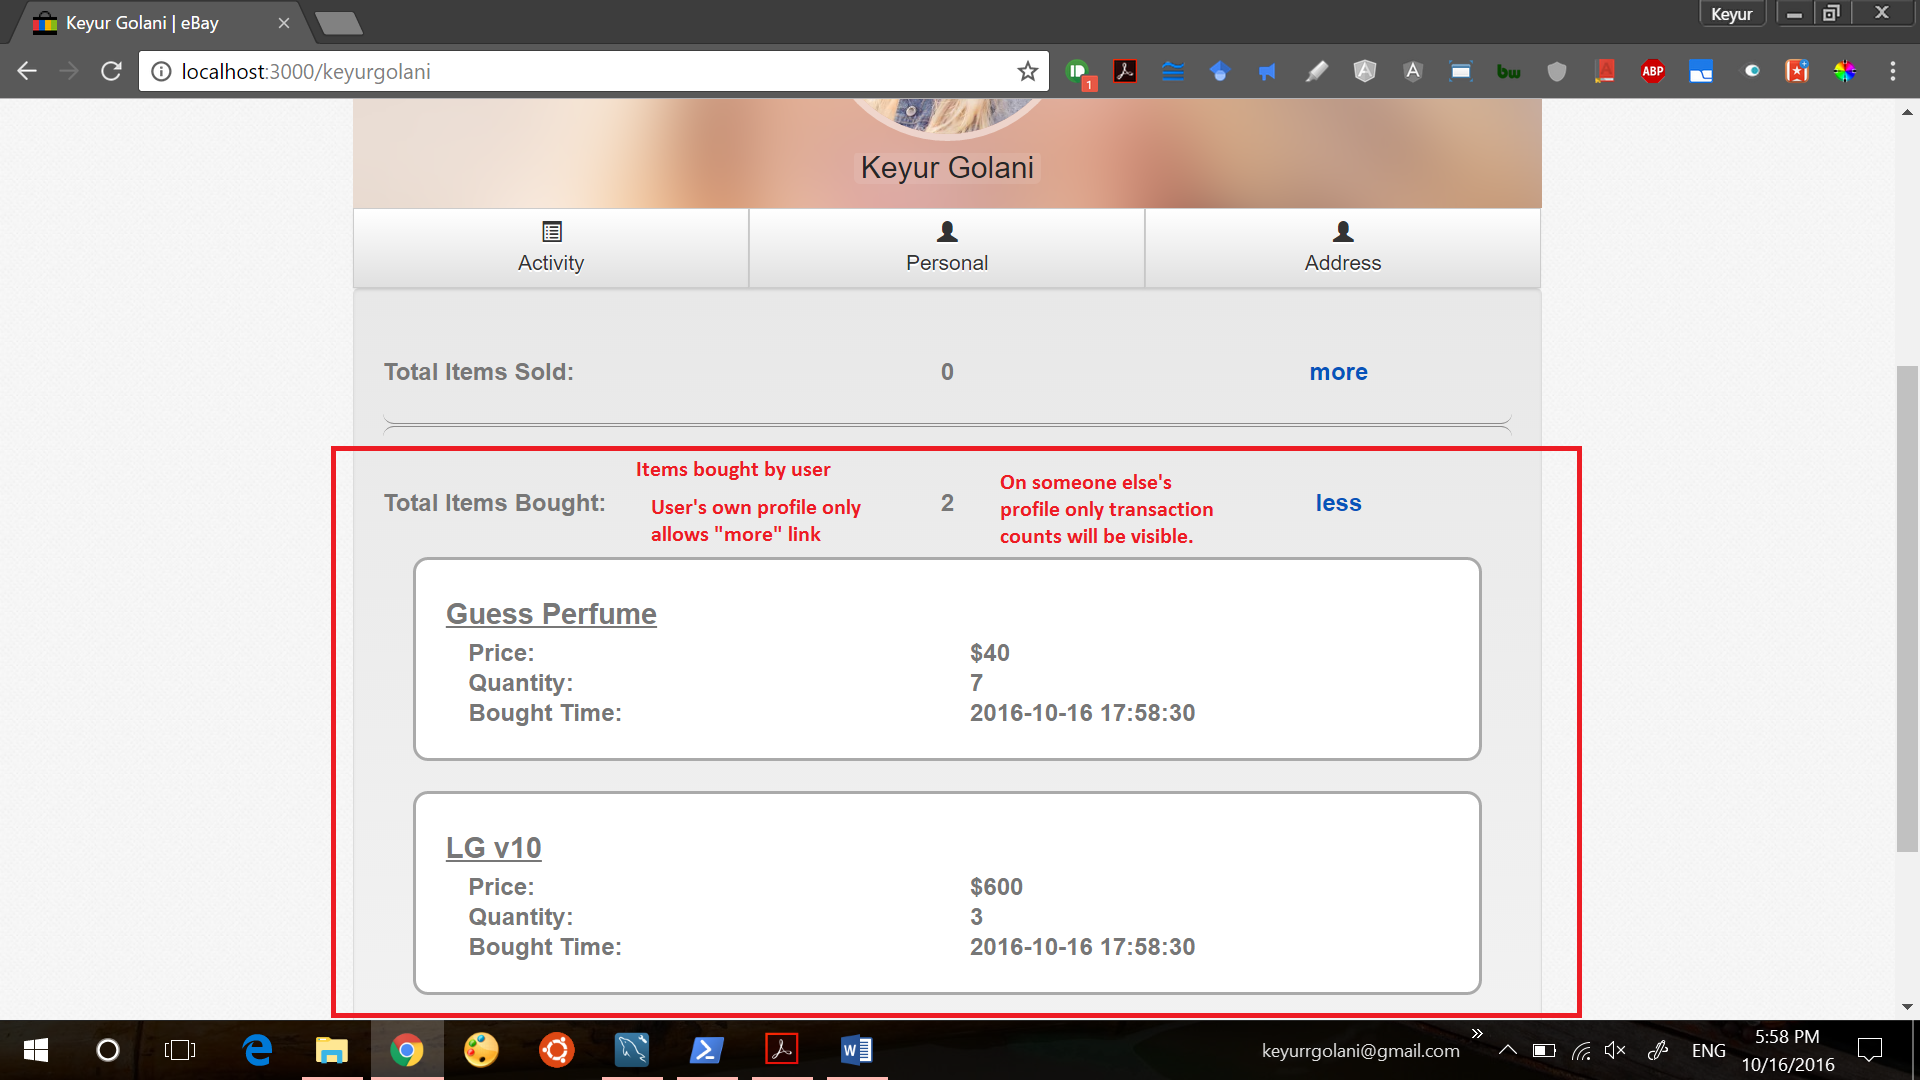 Keyur Golani | eBay
Keyur
localhost:3000/keyurgolani
1
A
A
bw
A
ABP
Keyur Golani
Activity
Personal
Address
Total Items Sold:
0
more
Items bought by user
Total Items Bought:
User's own profile only
allows "more" link
2
On someone else's
profile only transaction
counts will be visible.
less
Guess Perfume
Price:
$40
Quantity:
7
Bought Time:
2016-10-16 17:58:30
LG v10
Price:
$600
Quantity:
3
Bought Time:
2016-10-16 17:58:30
keyurrgolani@gmail.com
ENG
5:58 PM
10/16/2016